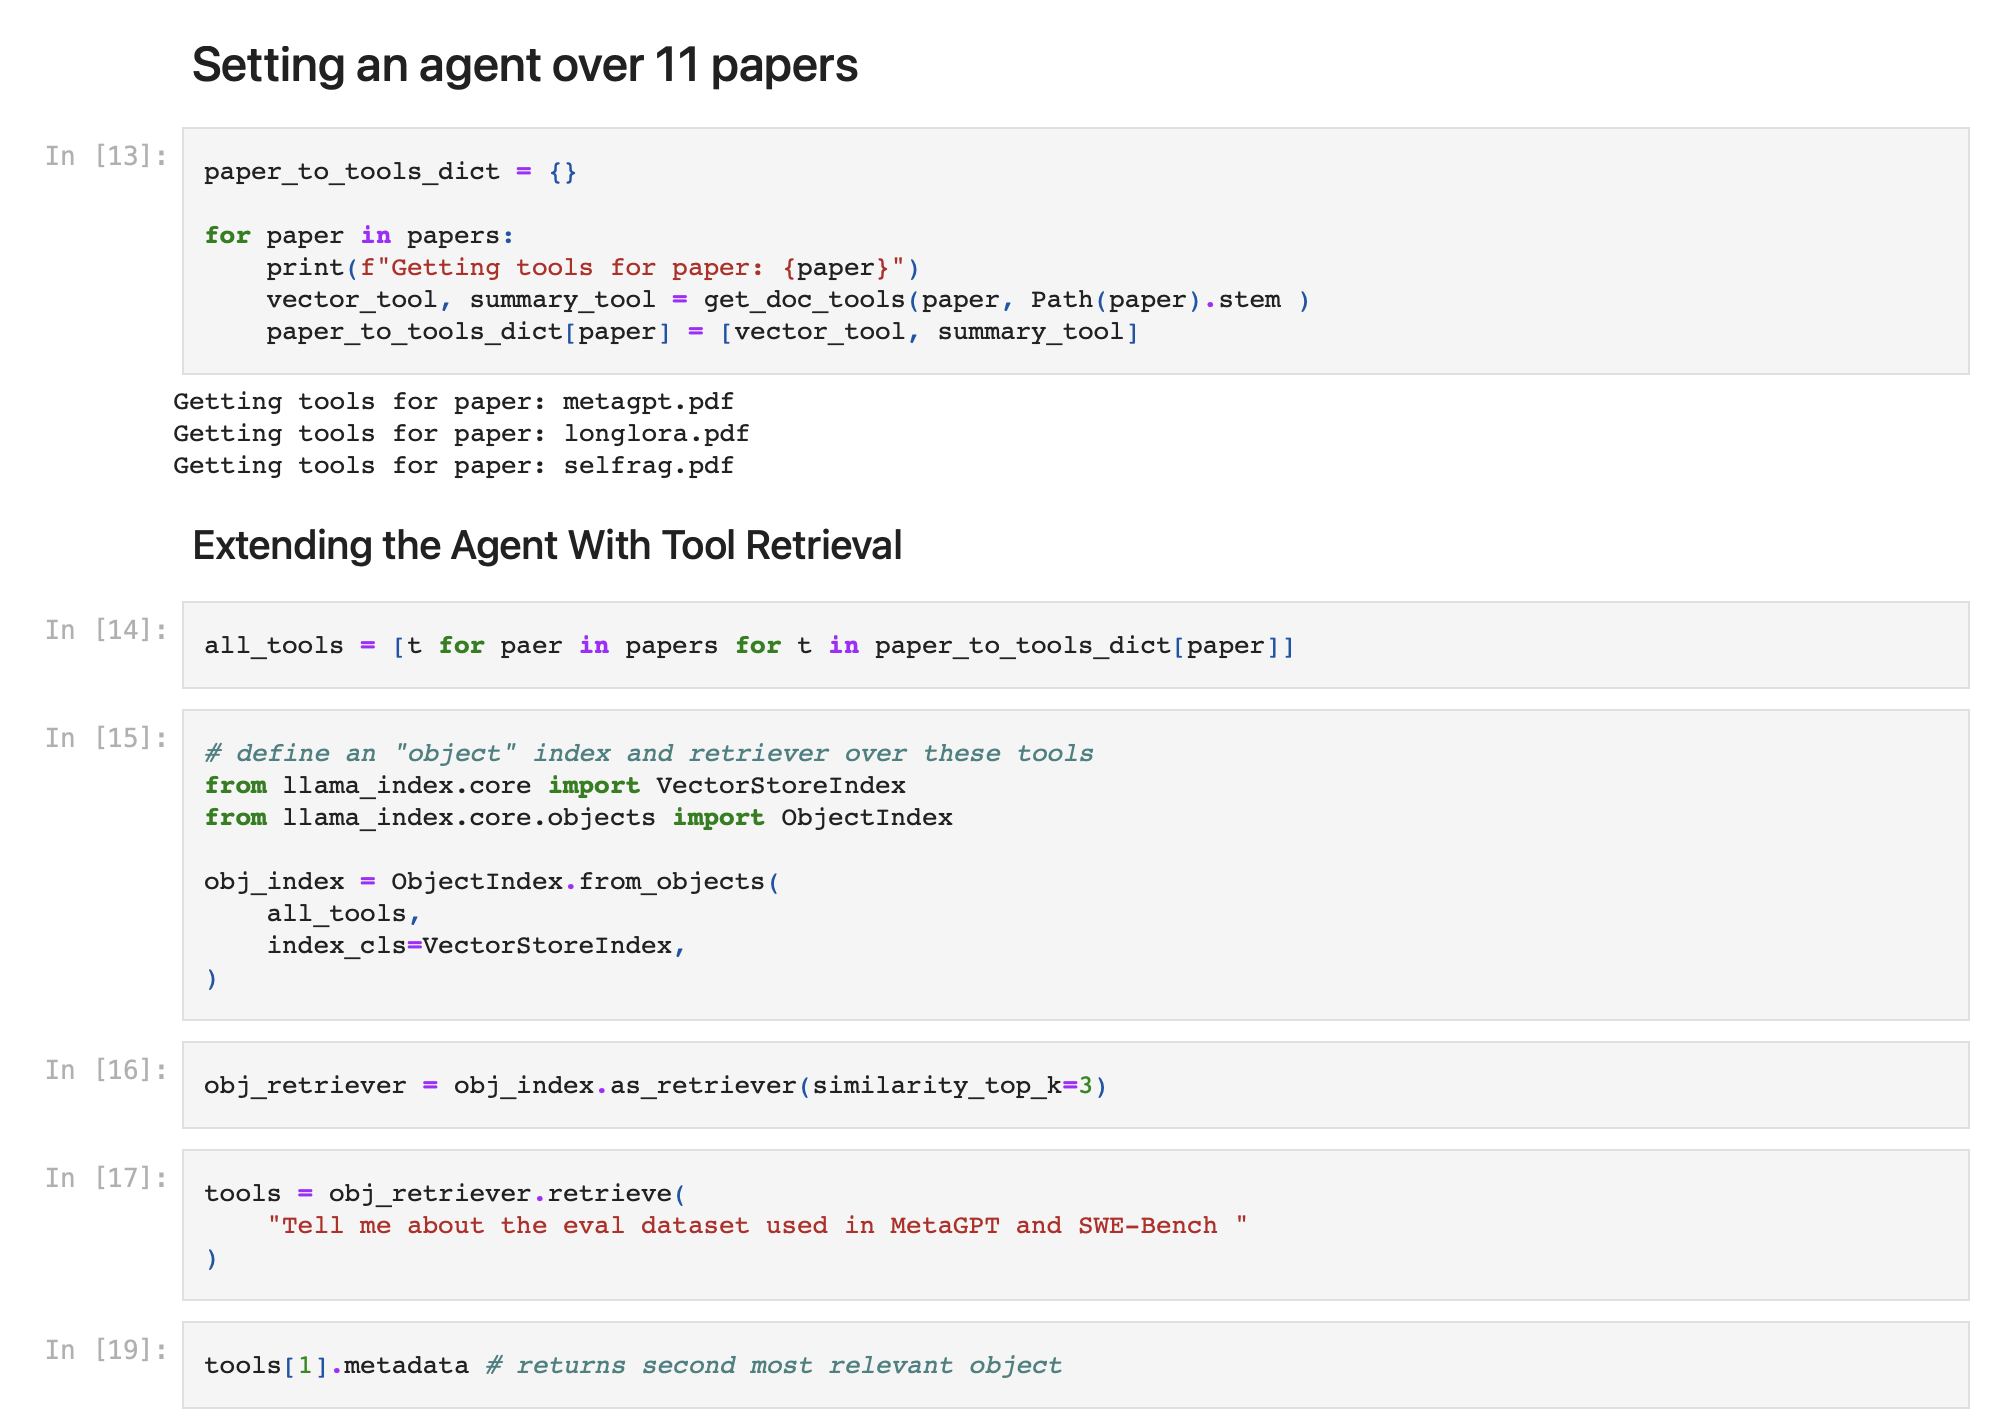 Setting an agent over 11 papers
In [13]:
paper_to_tools_dict = {}
for paper in papers:
    print(f"Getting tools for paper: {paper}")
    vector_tool, summary_tool = get_doc_tools(paper, Path(paper).stem )
    paper_to_tools_dict[paper] = [vector_tool, summary_tool]
Getting tools for paper: metagpt.pdf
Getting tools for paper: longlora.pdf
Getting tools for paper: selfrag.pdf
Extending the Agent With Tool Retrieval
In [14]:
all_tools = [t for paer in papers for t in paper_to_tools_dict[paper]]
In [15]:
# define an "object" index and retriever over these tools
from llama_index.core import VectorStoreIndex
from llama_index.core.objects import ObjectIndex
obj_index = ObjectIndex.from_objects(
    all_tools,
    index_cls=VectorStoreIndex,
)
In [16]:
obj_retriever = obj_index.as_retriever(similarity_top_k=3)
In [17]:
tools = obj_retriever.retrieve(
    "Tell me about the eval dataset used in MetaGPT and SWE-Bench "
)
In [19]:
tools[1].metadata # returns second most relevant object